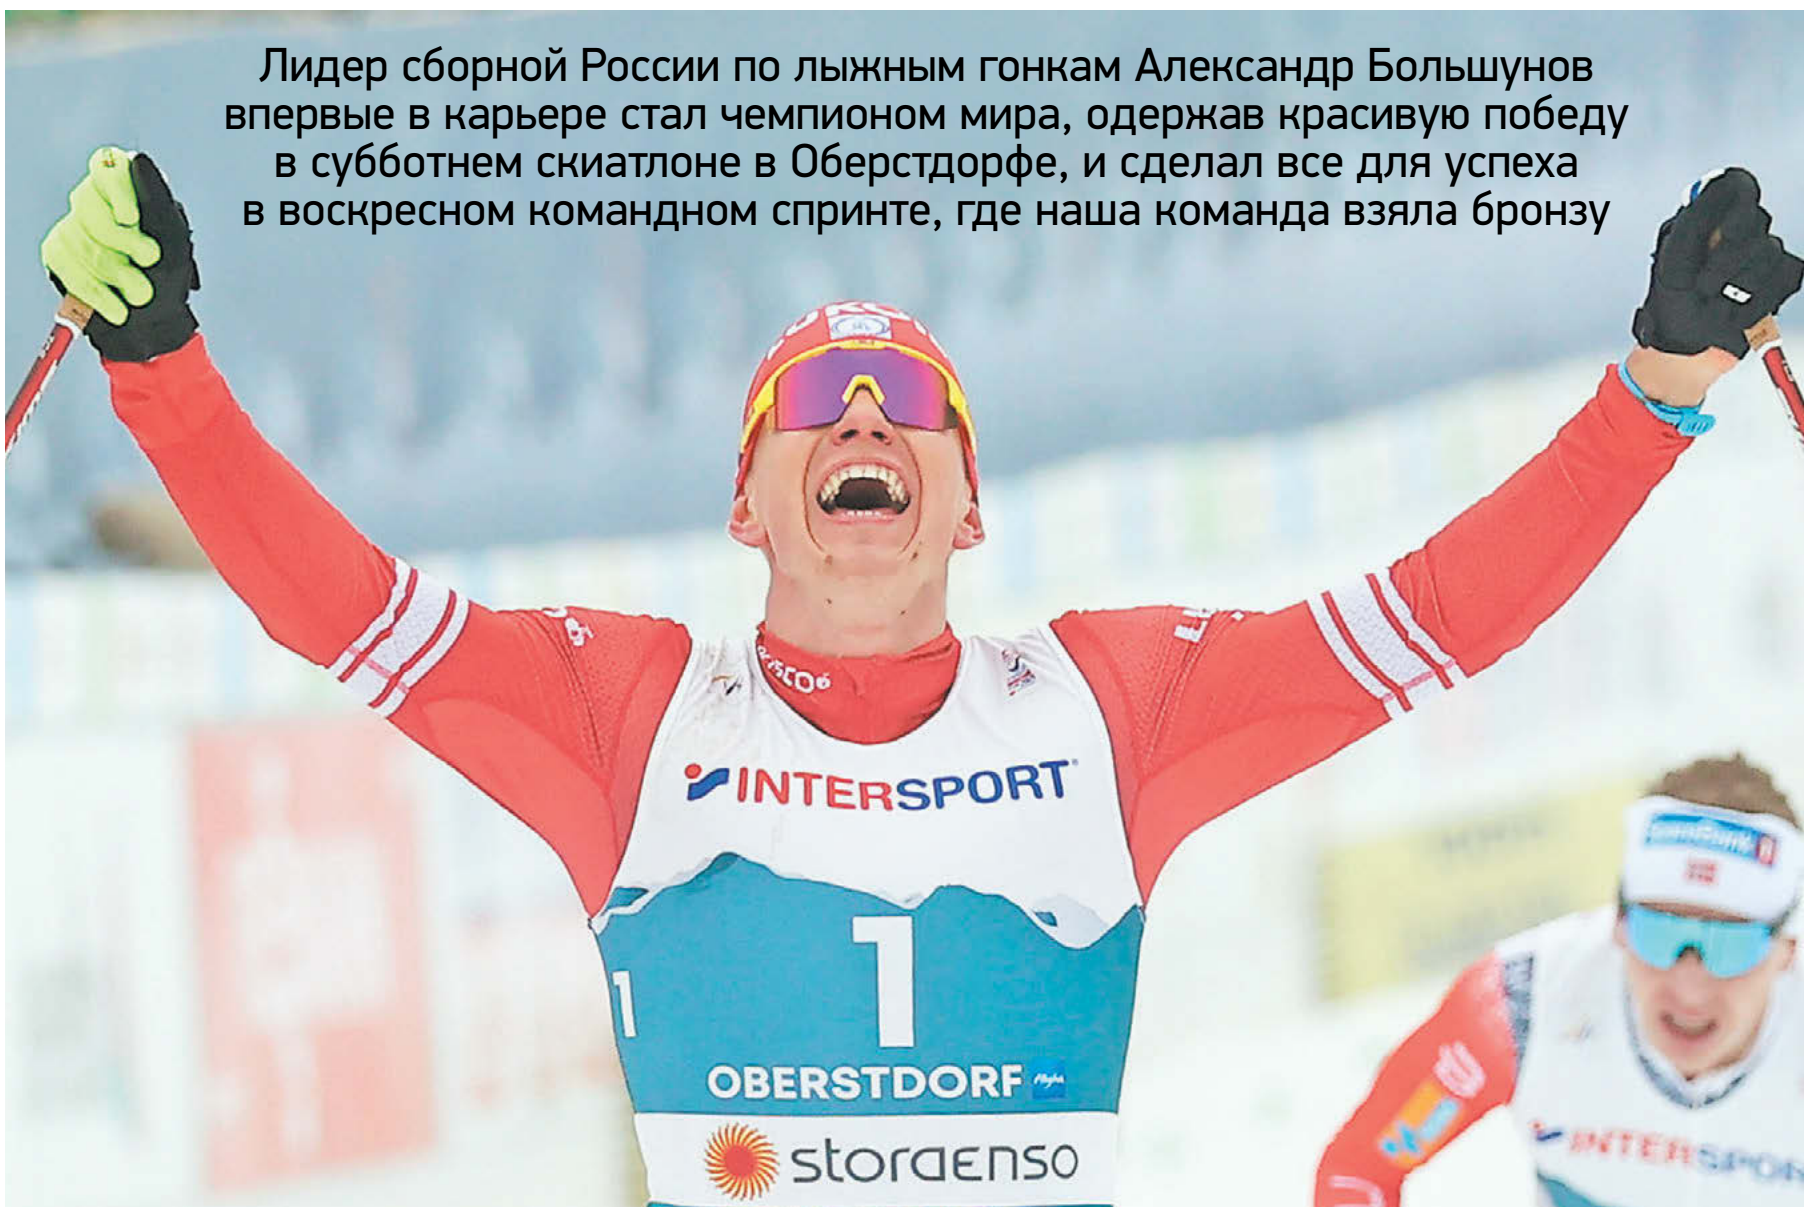 Лидер сборной России по лыжным гонкам Александр Большунов
впервые в карьере стал чемпионом мира, одержав красивую победу
в субботнем скиатлоне в Оберстдорфе, и сделал все для успеха
в воскресном командном спринте, где наша команда взяла бронзу
INTERSPORT
1
1
OBERSTDORF
storaenso
INTERSPOR